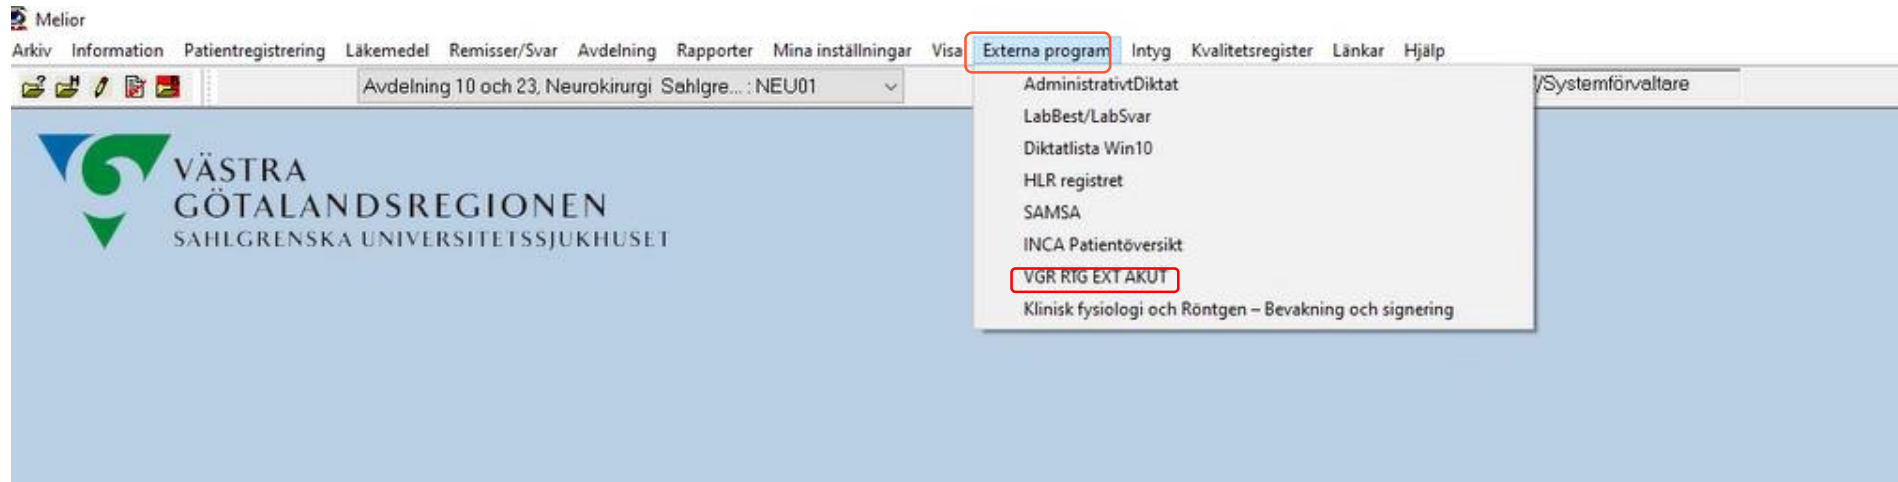 Melior
Arkiv Information Patientregistrering Läkemedel Remisser/Svar Avdelning Rapporter Mina inställningar Visa Externa program Intyg Kvalitetsregister Länkar Hjälp
Avdelning 10 och 23, Neurokirurgi Sahlgre... : NEU01
/Systemförvaltare
AdministrativtDiktat
LabBest/LabSvar
Diktatlista Win10
HLR registret
SAMSA
INCA Patientöversikt
VGR RTG EXT AKUT
Klinisk fysiologi och Röntgen – Bevakning och signering
VÄSTRA
GÖTALANDSREGIONEN
SAHLGRENSKA UNIVERSITETSSJUKHUSET